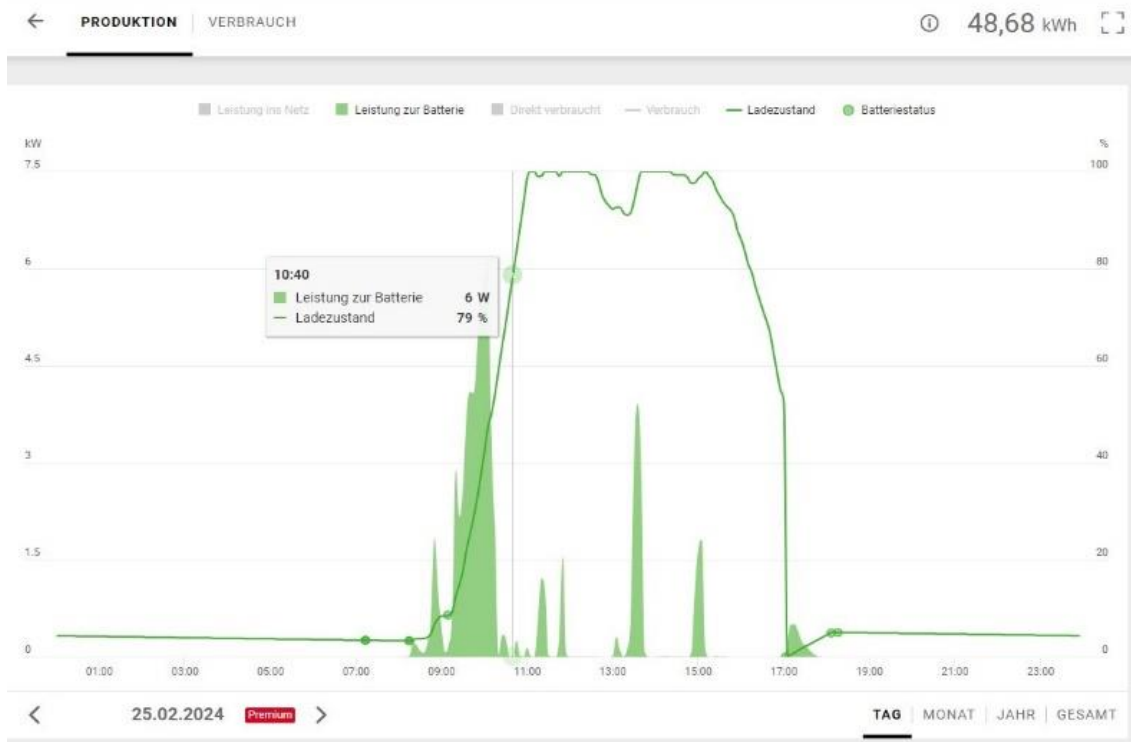 PRODUKTION VERBRAUCH 48,68 kWh
Leistung ins Netz Leistung zur Batterie Direkt verbraucht Verbrauch Ladezustand Batteriestatus
kW %
7.5 100
10:40
Leistung zur Batterie 6 W
Ladezustand 79 %
6 80
4.5 60
3 40
1.5 20
0 0
01:00 03:00 05:00 07:00 09:00 11:00 13:00 15:00 17:00 19:00 21:00 23:00
25.02.2024 Premium TAG MONAT JAHR GESAMT